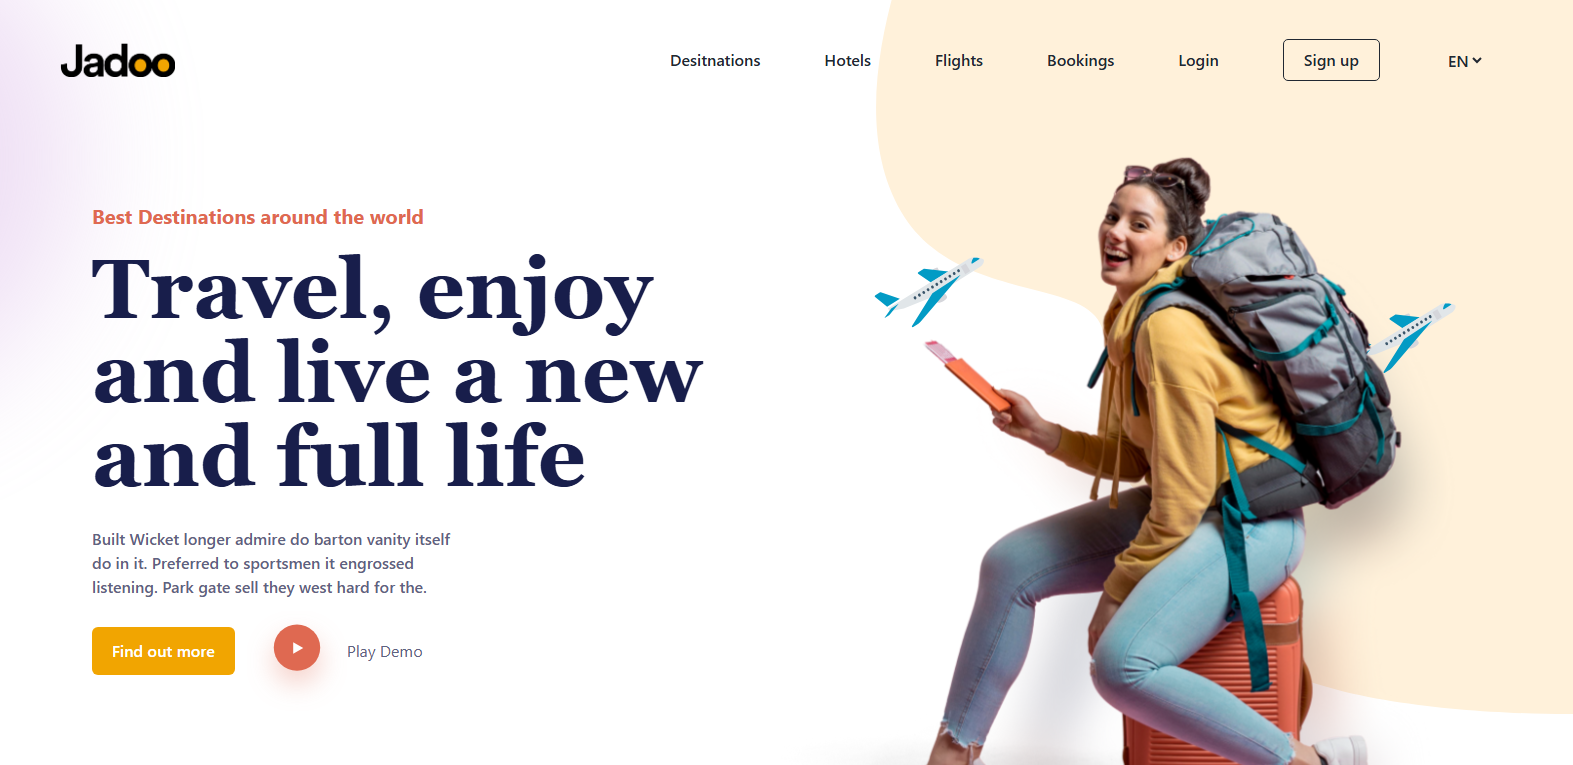 Jadoo
Desitnations Hotels Flights Bookings Login Sign up EN
Best Destinations around the world
Travel, enjoy
and live a new
and full life
Built Wicket longer admire do barton vanity itself
do in it. Preferred to sportsmen it engrossed
listening. Park gate sell they west hard for the.
Find out more Play Demo